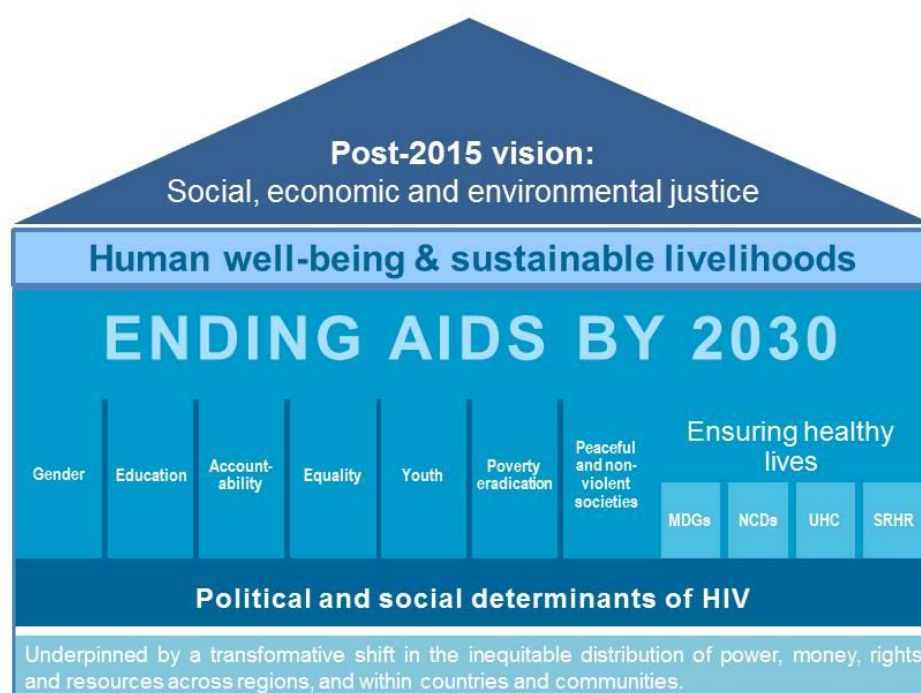 Post-2015 vision:
Social, economic and environmental justice
Human well-being & sustainable livelihoods
ENDING AIDS BY 2030
Gender
Education
Account-
ability
Equality
Youth
Poverty
eradication
Peaceful
and non-
violent
societies
Ensuring healthy
lives
MDGs
NCDs
UHC
SRHR
Political and social determinants of HIV
Underpinned by a transformative shift in the inequitable distribution of power, money, rights
and resources across regions, and within countries and communities.